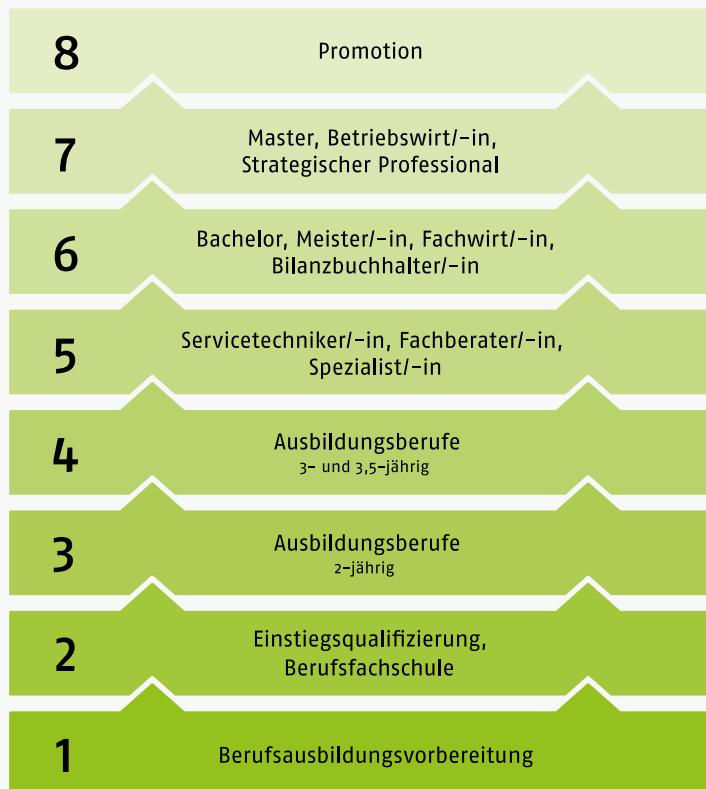 8
Promotion
7
Master, Betriebswirt/-in,
Strategischer Professional
6
Bachelor, Meister/-in, Fachwirt/-in,
Bilanzbuchhalter/-in
5
Servicetechniker/-in, Fachberater/-in,
Spezialist/-in
4
Ausbildungsberufe
3- und 3,5-jährig
3
Ausbildungsberufe
2-jährig
2
Einstiegsqualifizierung,
Berufsfachschule
1
Berufsausbildungsvorbereitung